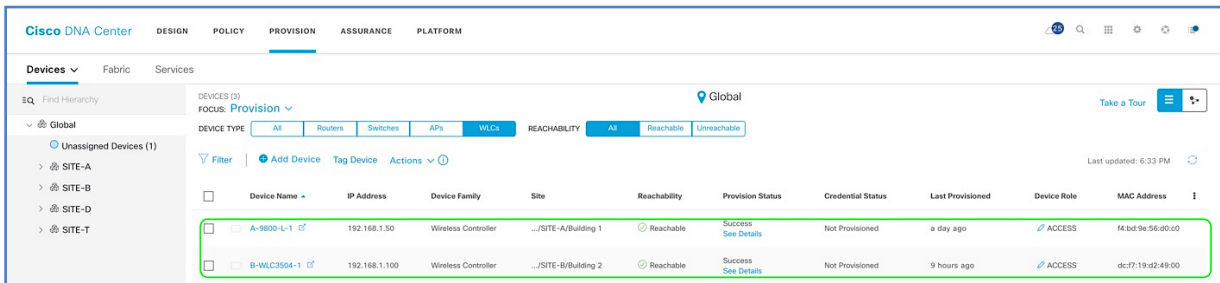 Cisco DNA Center DESIGN POLICY PROVISION ASSURANCE PLATFORM 25
Devices Fabric Services
Find Hierarchy
Global
Unassigned Devices (1)
SITE-A
SITE-B
SITE-D
SITE-T
DEVICES (3)
FOCUS: Provision
Global
Take a Tour
DEVICE TYPE All Routers Switches APs WLCs REACHABILITY All Reachable Unreachable
Filter Add Device Tag Device Actions Last updated: 6:33 PM
Device Name IP Address Device Family Site Reachability Provision Status Credential Status Last Provisioned Device Role MAC Address
A-9800-L-1 192.168.1.50 Wireless Controller .../SITE-A/Building 1 Reachable Success Not Provisioned a day ago ACCESS f4:bd:9e:56:d0:c0
See Details
B-WLC3504-1 192.168.1.100 Wireless Controller .../SITE-B/Building 2 Reachable Success Not Provisioned 9 hours ago ACCESS dc:f7:19:d2:49:00
See Details